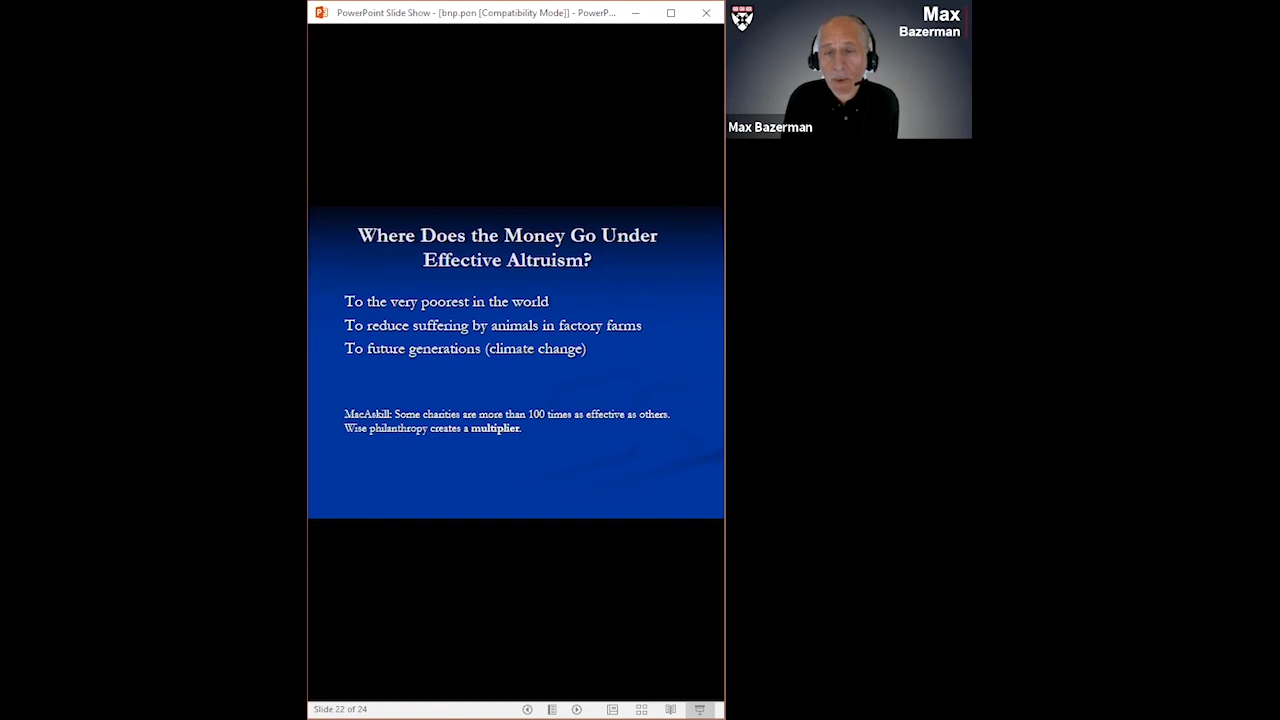 PowerPoint Slide Show - {bnp.pon [Compatibility Mode]} - PowerP...
Max
Bazerman
Max Bazerman
Where Does the Money Go Under
Effective Altruism?
To the very poorest in the world
To reduce suffering by animals in factory farms
To future generations (climate change)
MacAskill: Some charities are more than 100 times as effective as others.
Wise philanthropy creates a multiplier.
Slide 22 of 24